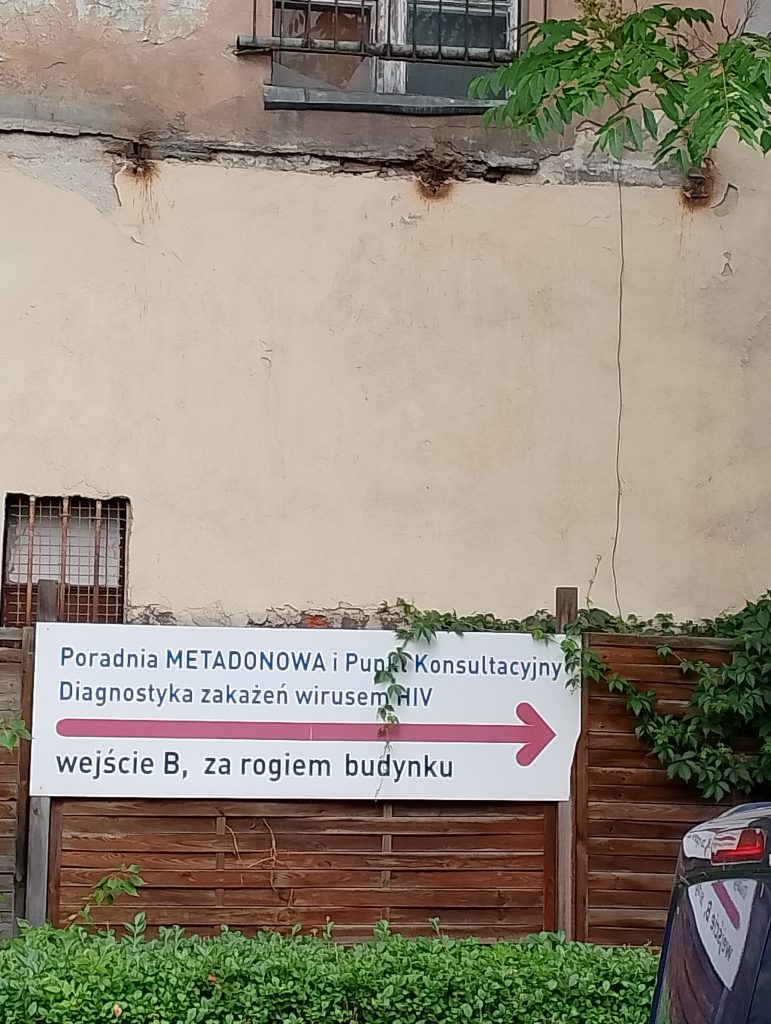 Poradnia METADONOWA i Punkt Konsultacyjny
Diagnostyka zakażeń wirusem HIV
wejście B, za rogiem budynku